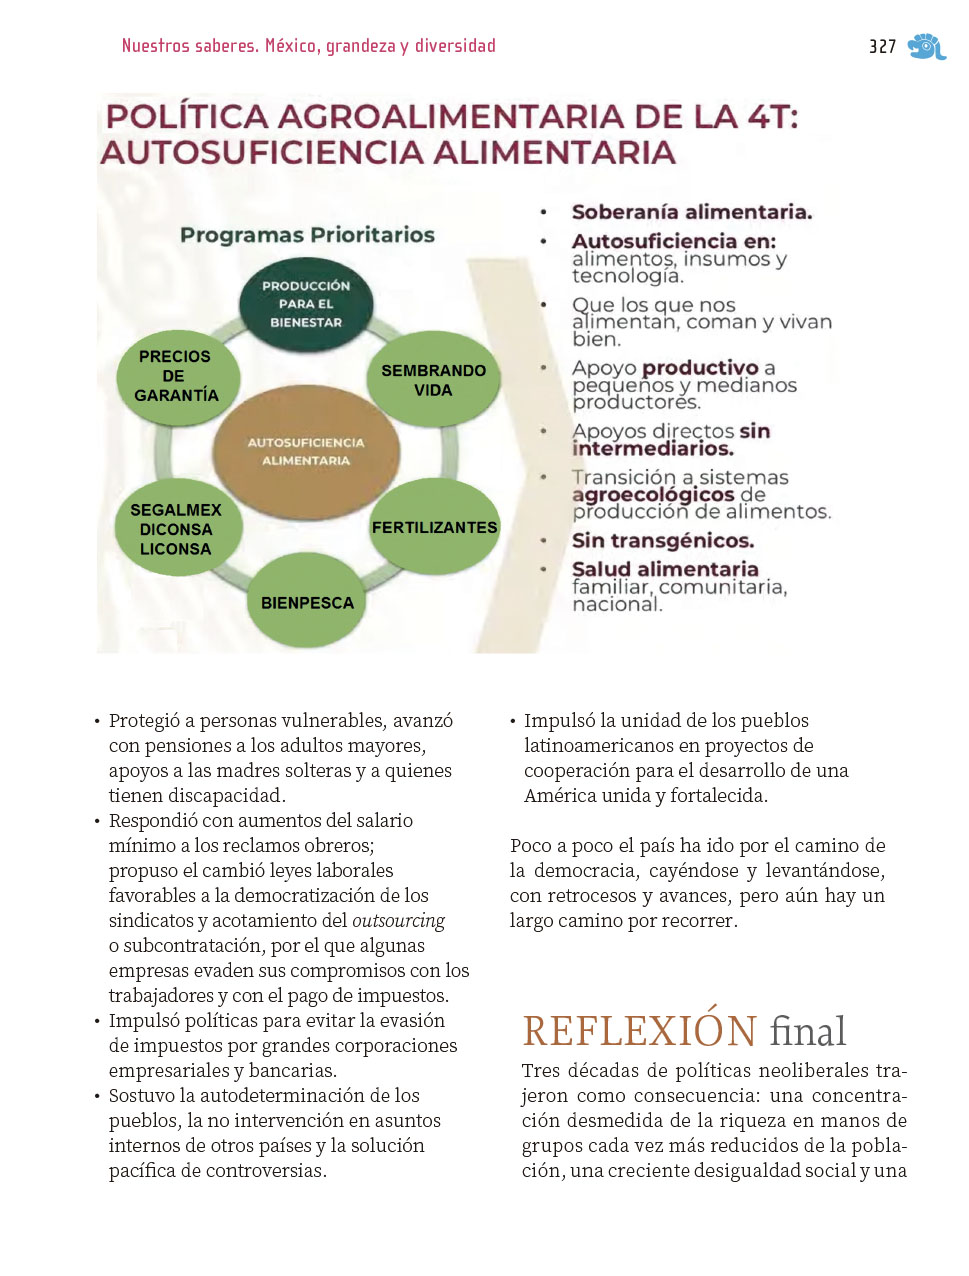 Nuestros saberes. México, grandeza y diversidad
327
POLÍTICA AGROALIMENTARIA DE LA 4T:
AUTOSUFICIENCIA ALIMENTARIA
Programas Prioritarios
PRODUCCIÓN
PARA EL
BIENESTAR
PRECIOS
DE
GARANTÍA
SEMBRANDO
VIDA
AUTOSUFICIENCIA
ALIMENTARIA
SEGALMEX
DICONSA
LICONSA
FERTILIZANTES
BIENPESCA
• Soberanía alimentaria.
• Autosuficiencia en:
alimentos, insumos y
tecnología.
• Que los que nos
alimentan, coman y vivan
bien.
• Apoyo productivo a
pequeños y medianos
productores.
• Apoyos directos sin
intermediarios.
• Transición a sistemas
agroecológicos de
producción de alimentos.
• Sin transgénicos.
• Salud alimentaria
familiar, comunitaria,
nacional.
• Protegió a personas vulnerables, avanzó
con pensiones a los adultos mayores,
apoyos a las madres solteras y a quienes
tienen discapacidad.
• Respondió con aumentos del salario
mínimo a los reclamos obreros;
propuso el cambió leyes laborales
favorables a la democratización de los
sindicatos y acotamiento del outsourcing
o subcontratación, por el que algunas
empresas evaden sus compromisos con los
trabajadores y con el pago de impuestos.
• Impulsó políticas para evitar la evasión
de impuestos por grandes corporaciones
empresariales y bancarias.
• Sostuvo la autodeterminación de los
pueblos, la no intervención en asuntos
internos de otros países y la solución
pacífica de controversias.
• Impulsó la unidad de los pueblos
latinoamericanos en proyectos de
cooperación para el desarrollo de una
América unida y fortalecida.
Poco a poco el país ha ido por el camino de
la democracia, cayéndose y levantándose,
con retrocesos y avances, pero aún hay un
largo camino por recorrer.
REFLEXIÓN final
Tres décadas de políticas neoliberales tra-
jeron como consecuencia: una concentra-
ción desmedida de la riqueza en manos de
grupos cada vez más reducidos de la pobla-
ción, una creciente desigualdad social y una